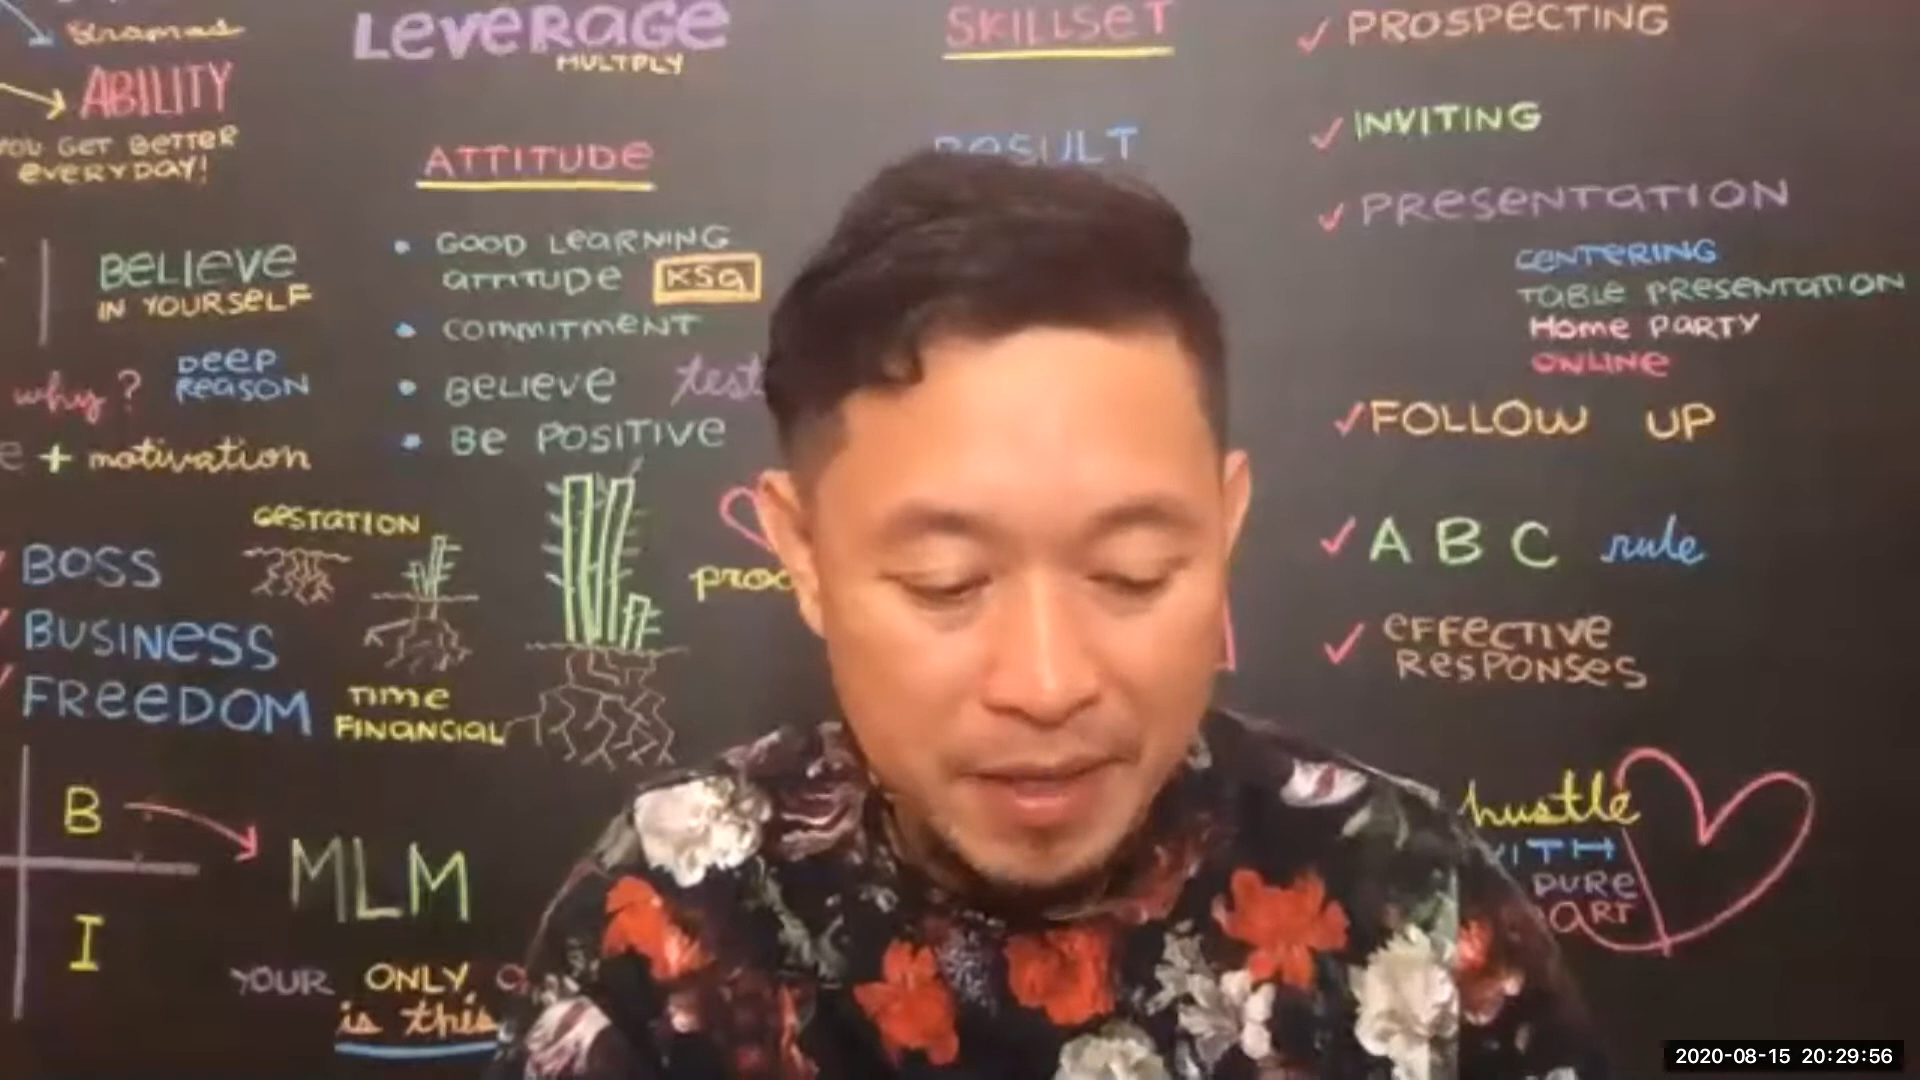 Dramas
ABILITY
YOU GET BETTER
EVERYDAY!
BELIEVE
IN YOURSELF
why?
DEEP
REASON
+ motivation
BOSS
BUSINESS
FREEDOM
TIME
FINANCIAL
B
I
MLM
YOUR ONLY
is this
LEVERAGE
MULTPLY
ATTITUDE
GOOD LEARNING
ATTITUDE KSA
COMMITMENT
BELIEVE test
BE POSITIVE
GESTATION
SKILLSET
RESULT
PROSPECTING
INVITING
PRESENTATION
CENTERING
TABLE PRESENTATION
HOME PARTY
ONLINE
FOLLOW UP
A B C rule
EFFECTIVE
RESPONSES
hustle
WITH
PURE
2020-08-15 20:29:56